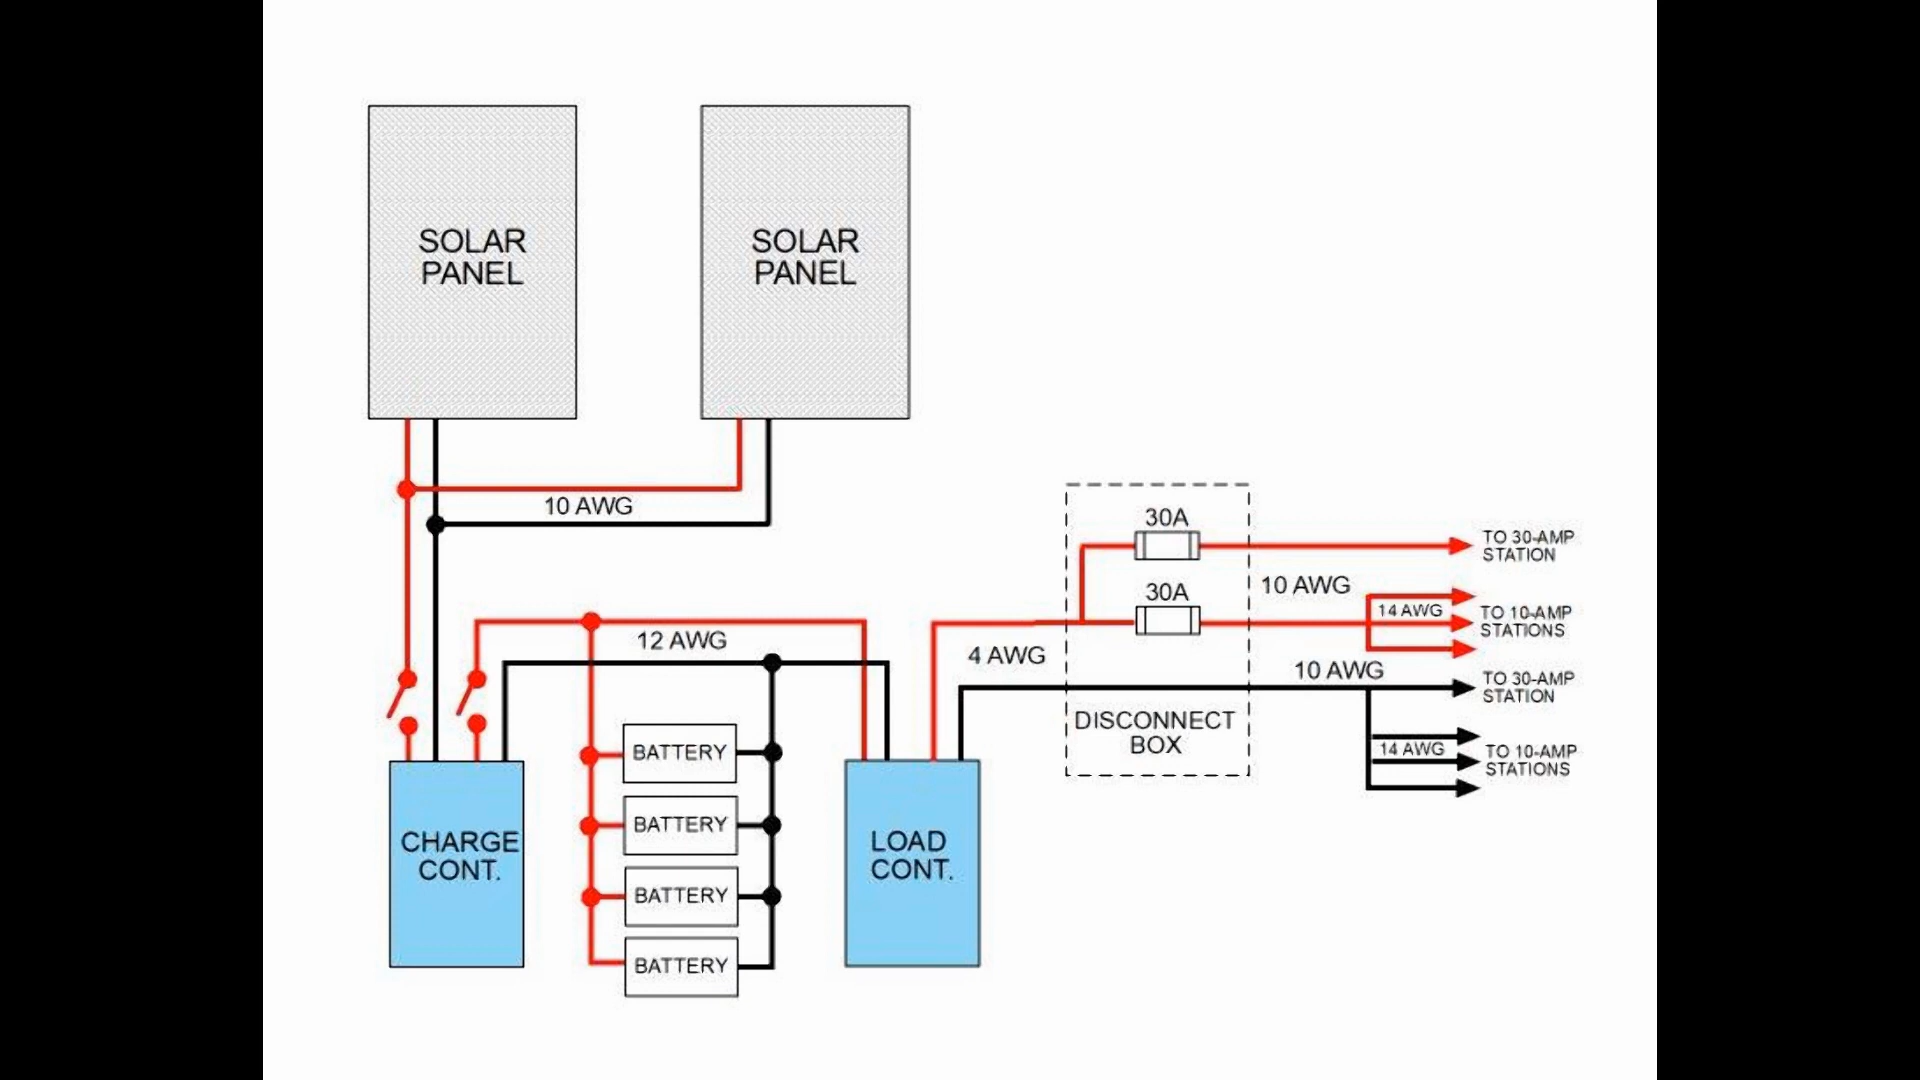 SOLAR
PANEL
SOLAR
PANEL
10 AWG
30A
TO 30-AMP
STATION
10 AWG
30A
14 AWG
TO 10-AMP
STATIONS
12 AWG
4 AWG
10 AWG
TO 30-AMP
STATION
DISCONNECT
BOX
14 AWG
TO 10-AMP
STATIONS
BATTERY
BATTERY
BATTERY
BATTERY
CHARGE
CONT.
LOAD
CONT.